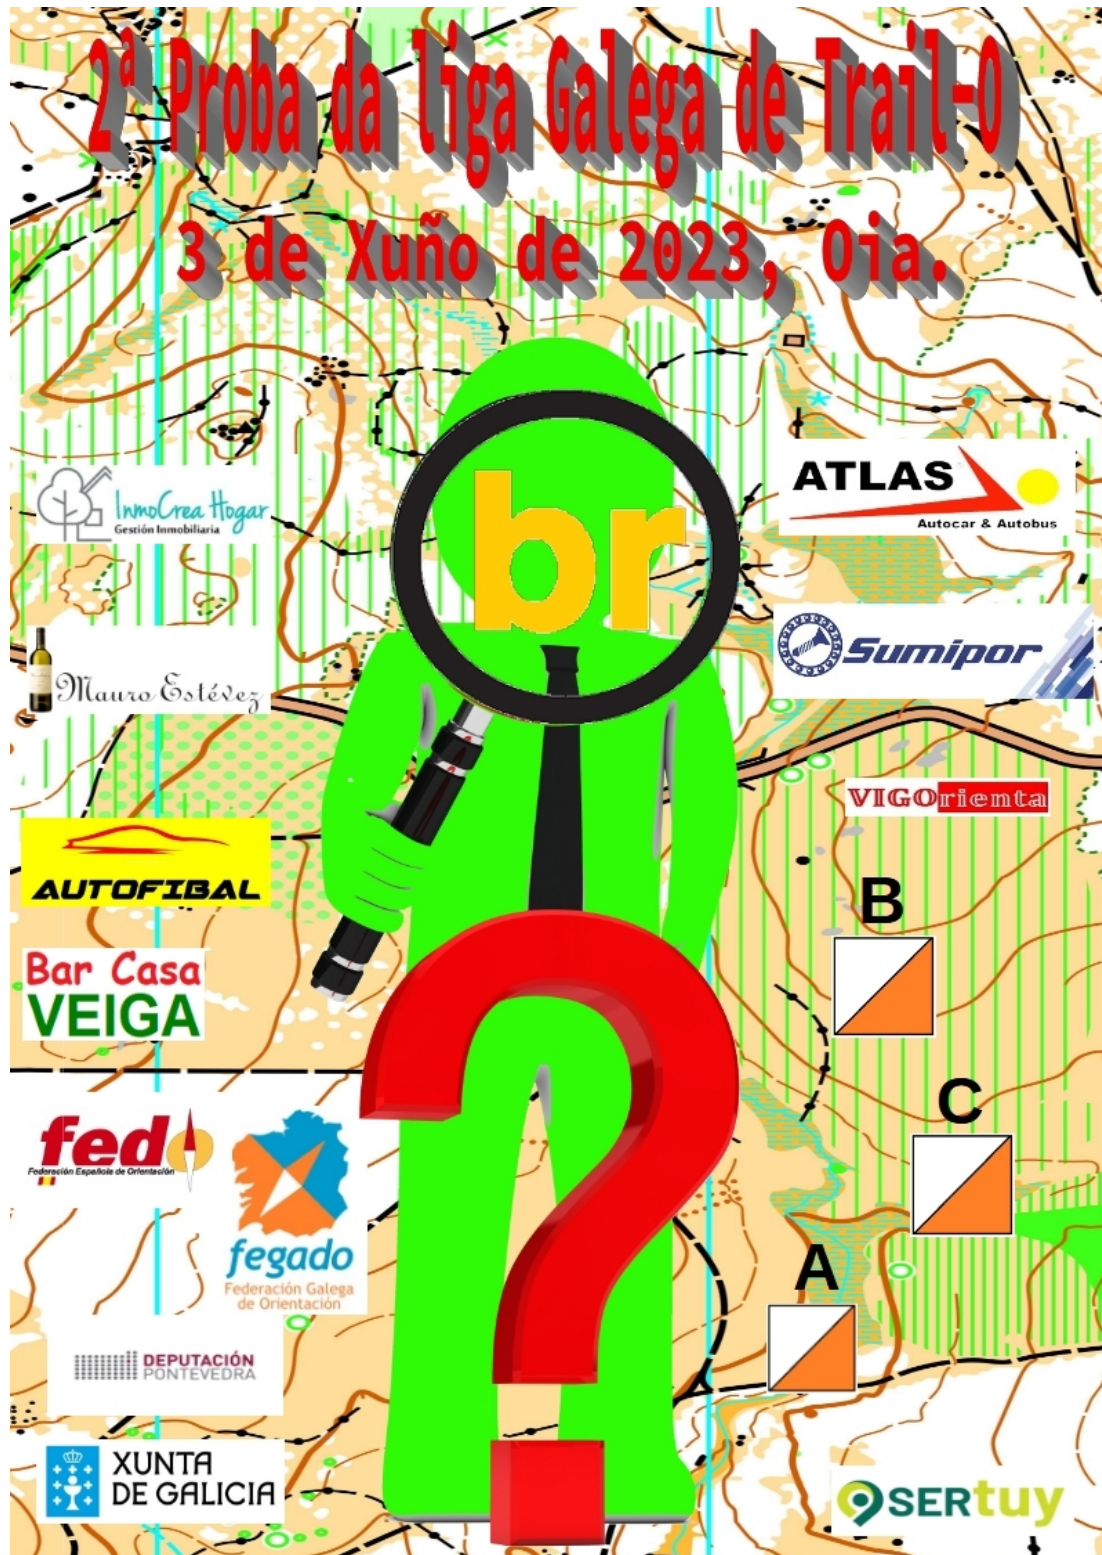 2ª Proba da liga Galega de Trail-O
3 de Xuño de 2023, Oia.
br
InmoCrea Hogar
Gestión Inmobiliaria
ATLAS
Autocar & Autobus
Mauro Estévez
Sumipor
VIGOrienta
AUTOFIBAL
B
Bar Casa
VEIGA
C
fedo
Federación Española de Orientación
fegado
Federación Galega
de Orientación
A
DEPUTACIÓN
PONTEVEDRA
XUNTA
DE GALICIA
SERTUY